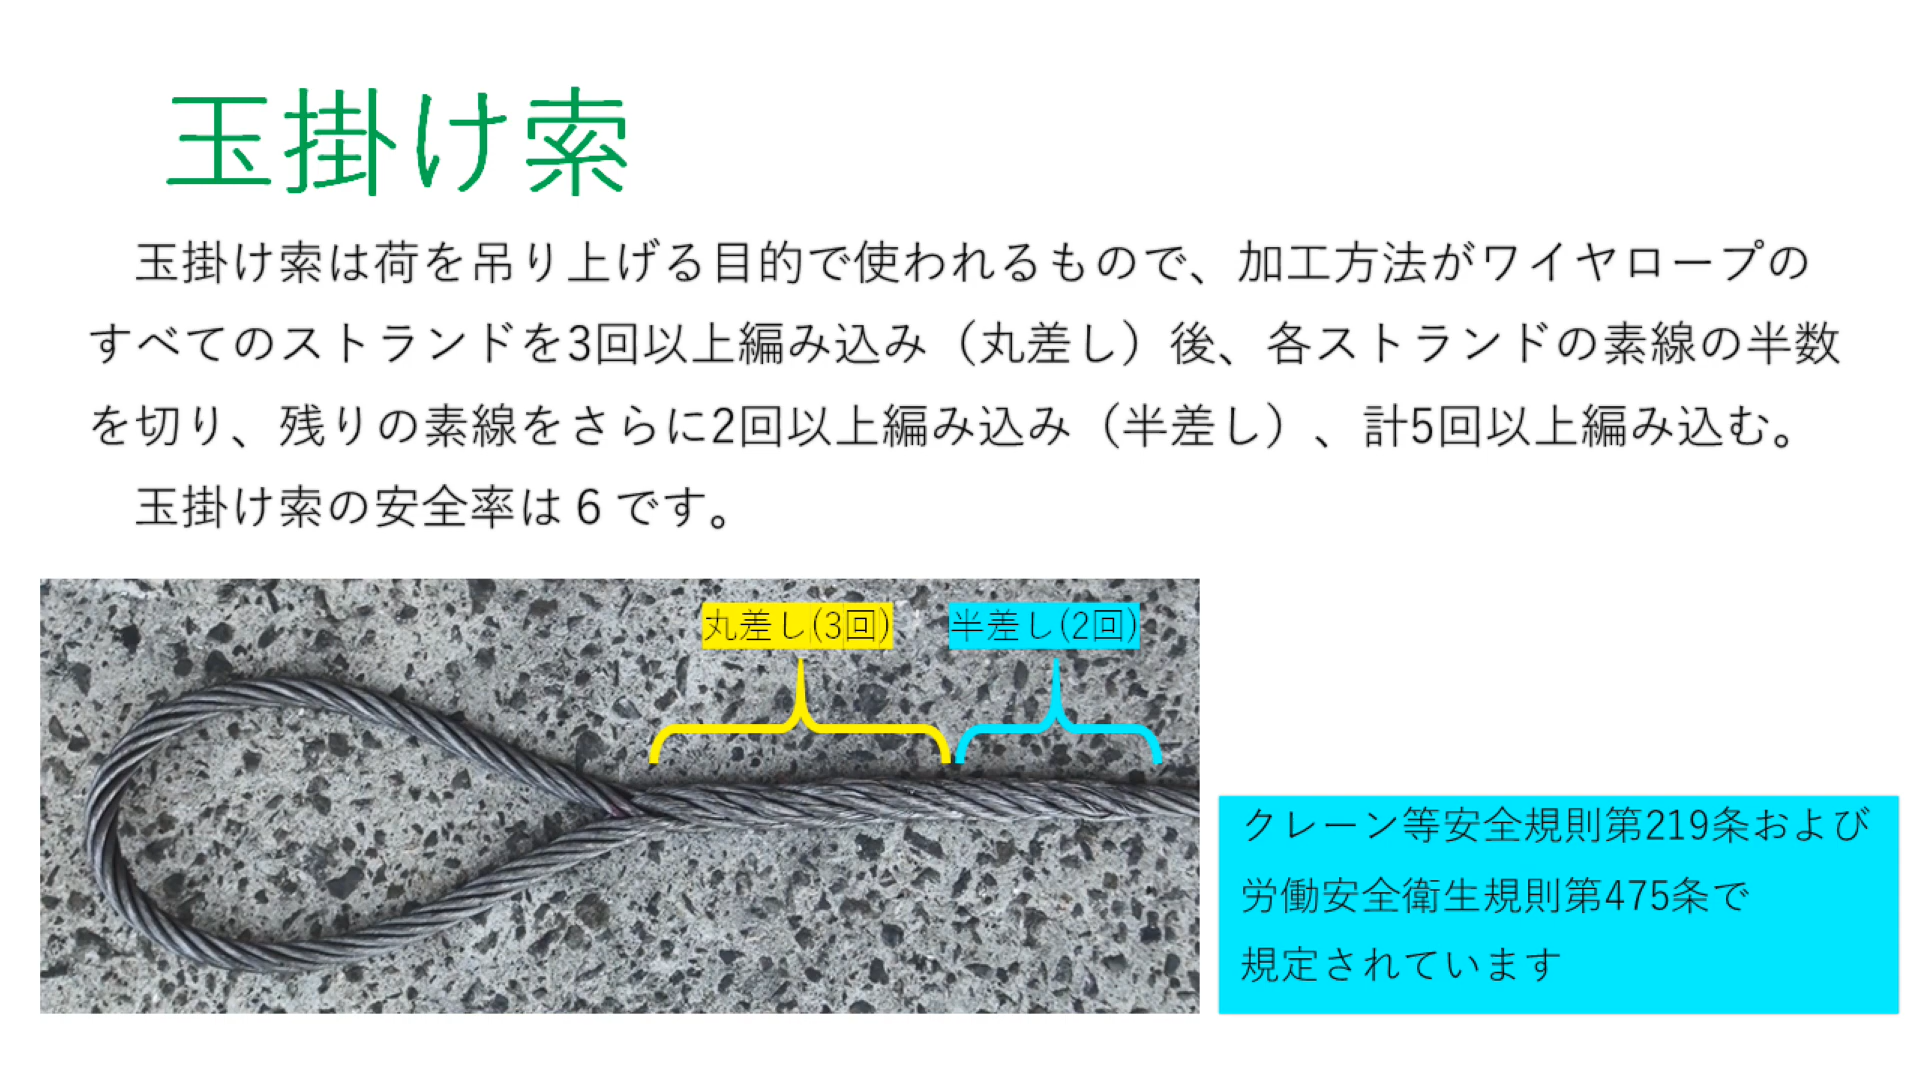 玉掛け索
玉掛け索は荷を吊り上げる目的で使われるもので、加工方法がワイヤロープの
すべてのストランドを3回以上編み込み（丸差し）後、各ストランドの素線の半数
を切り、残りの素線をさらに2回以上編み込み（半差し）、計5回以上編み込む。
玉掛け索の安全率は６です。
丸差し(3回)
半差し(2回)
クレーン等安全規則第219条および
労働安全衛生規則第475条で
規定されています